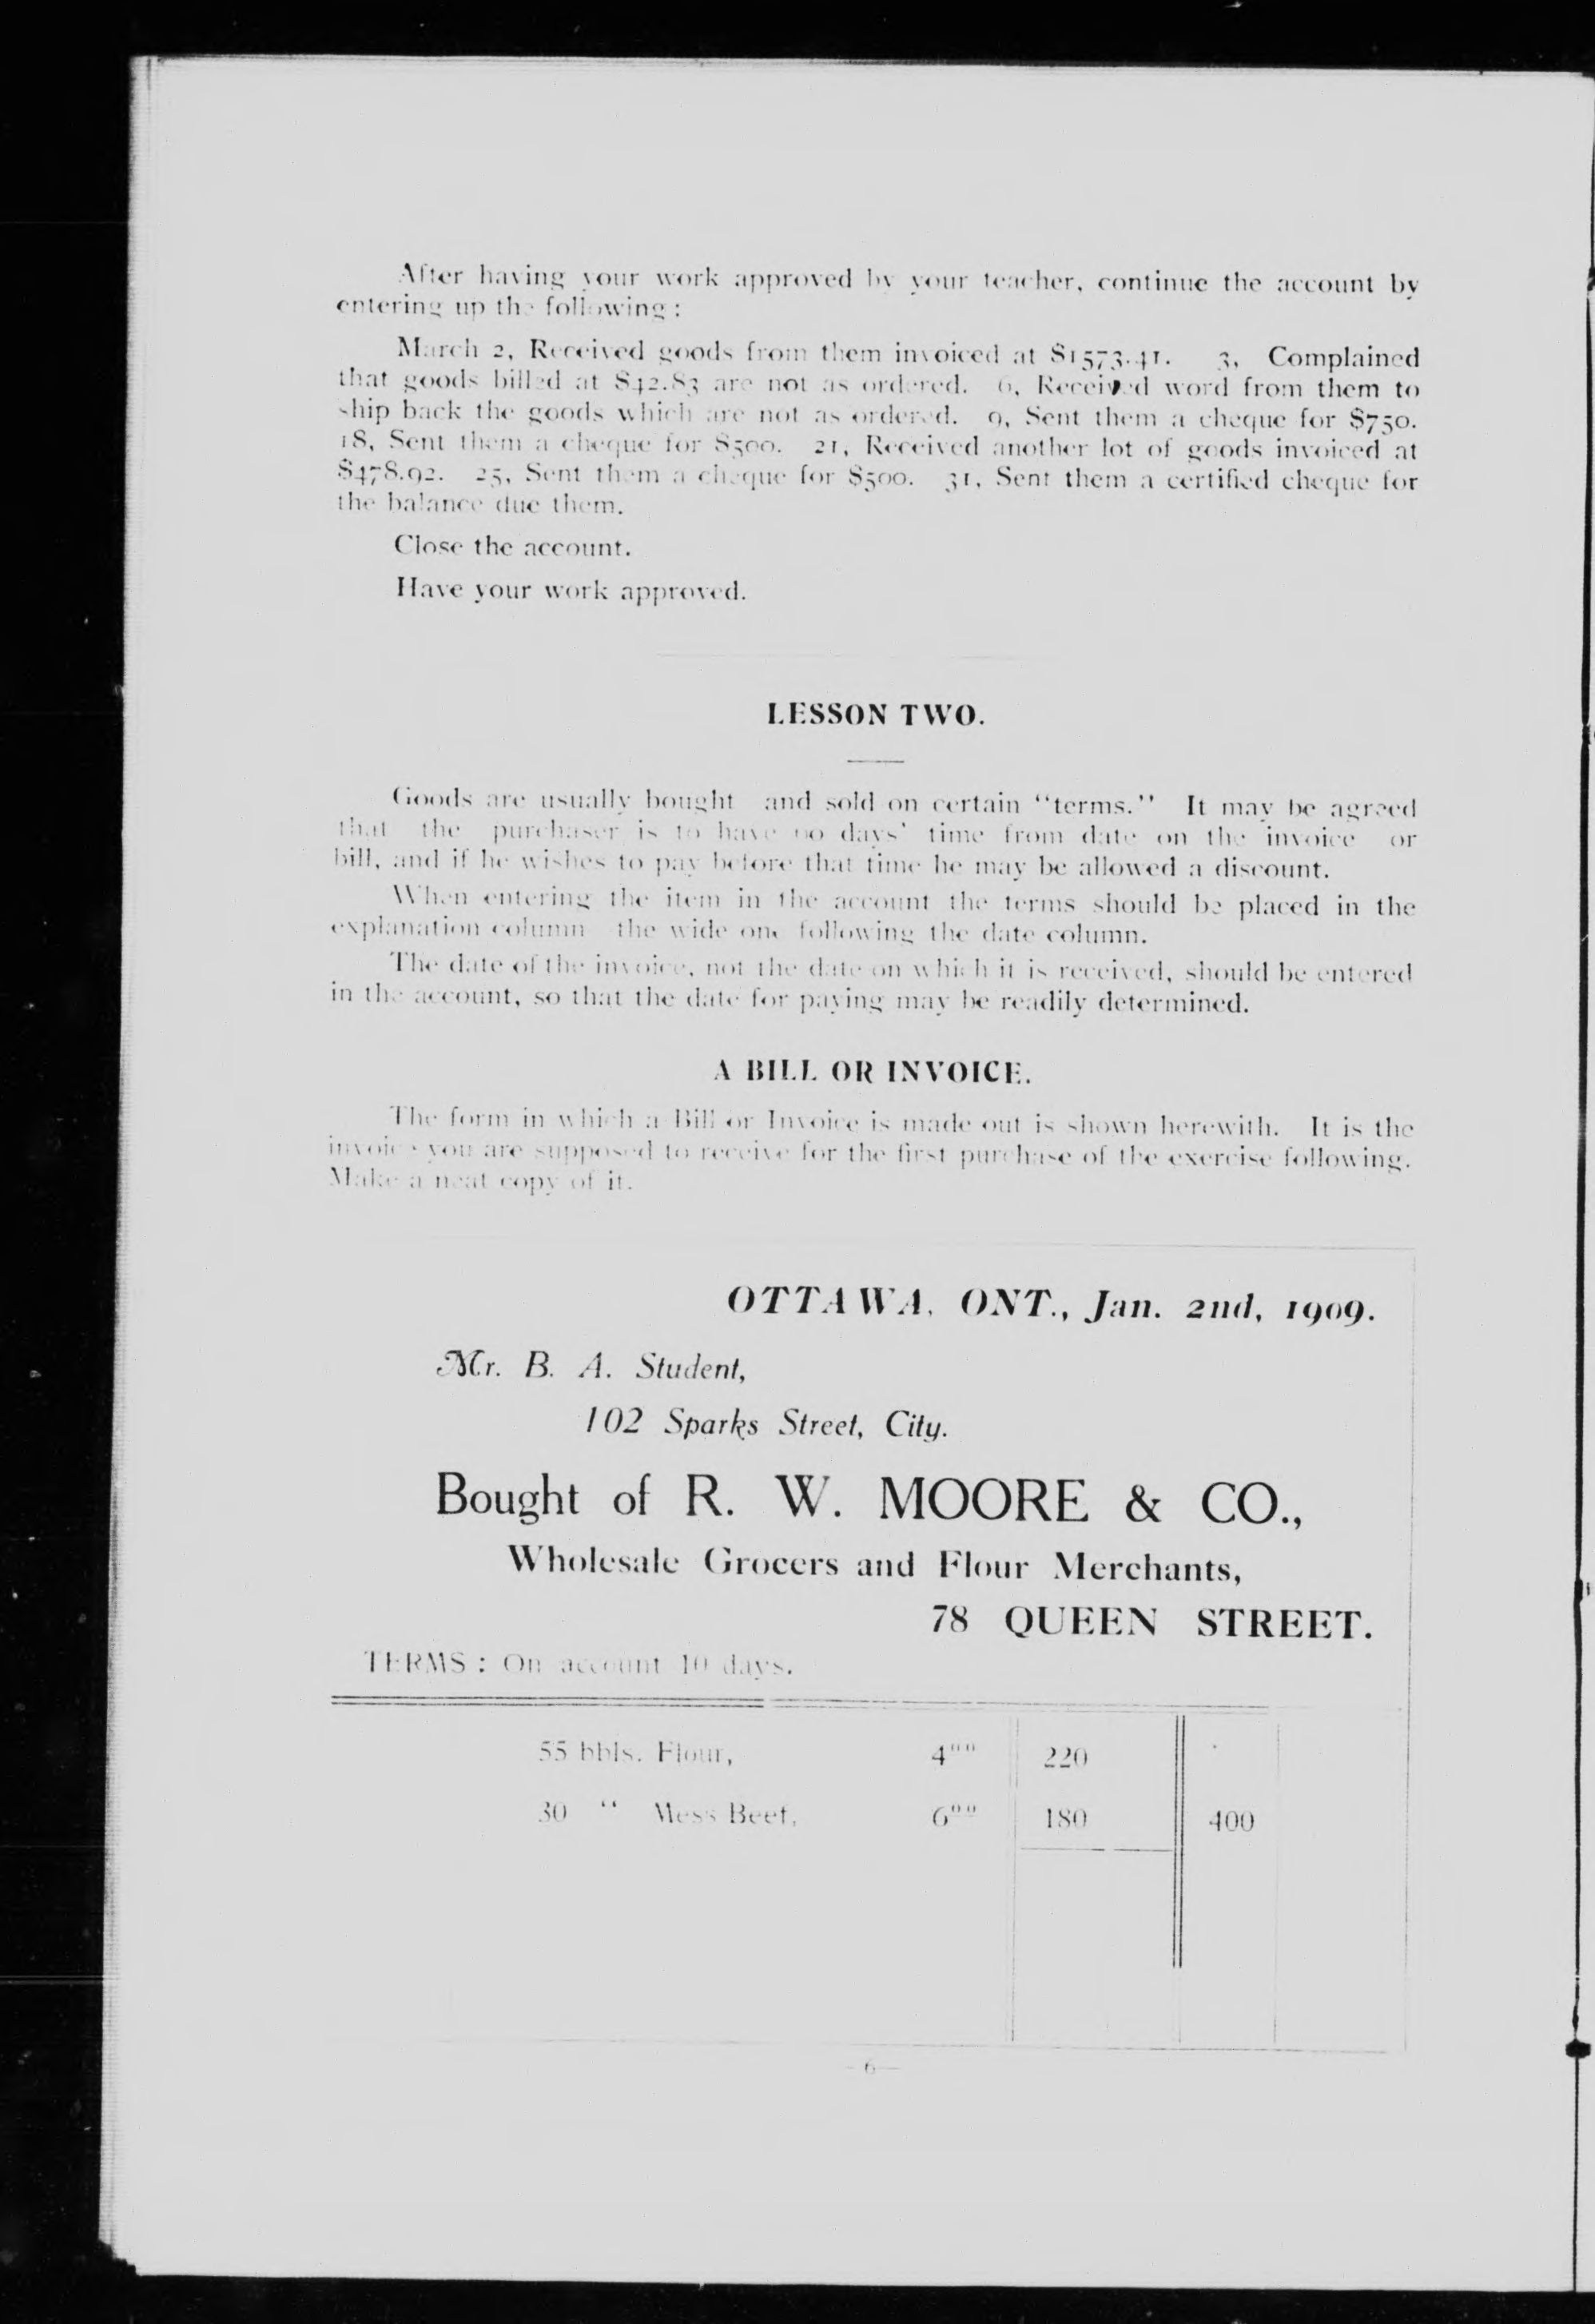 After having your work approved by your teacher, continue the account by
entering up the following:
March 2, Received goods from them invoiced at $1573.41. 3, Complained
that goods billed at $42.83 are not as ordered. 6, Received word from them to
ship back the goods which are not as ordered. 9, Sent them a cheque for $750.
18, Sent them a cheque for $500. 21, Received another lot of goods invoiced at
$478.92. 25, Sent them a cheque for $500. 31, Sent them a certified cheque for
the balance due them.
Close the account.
Have your work approved.
LESSON TWO.
Goods are usually bought and sold on certain "terms." It may be agreed
that the purchaser is to have days' time from date on the invoice or
bill, and if he wishes to pay before that time he may be allowed a discount.
When entering the item in the account the terms should be placed in the
explanation column the wide one following the date column.
The date of the invoice, not the date on which it is received, should be entered
in the account, so that the date for paying may be readily determined.
A BILL OR INVOICE.
The form in which a Bill or Invoice is made out is shown herewith. It is the
invoice you are supposed to receive for the first purchase of the exercise following.
Make a neat copy of it.
OTTAWA, ONT., Jan. 2nd, 1909.
Mr. B. A. Student,
102 Sparks Street, City.
Bought of R. W. MOORE & CO.,
Wholesale Grocers and Flour Merchants,
78 QUEEN STREET.
TERMS: On account 10 days.
55 bbls. Flour, 4⁰⁰ 220
30 " Mess Beef, 6⁰⁰ 180 400
—6—